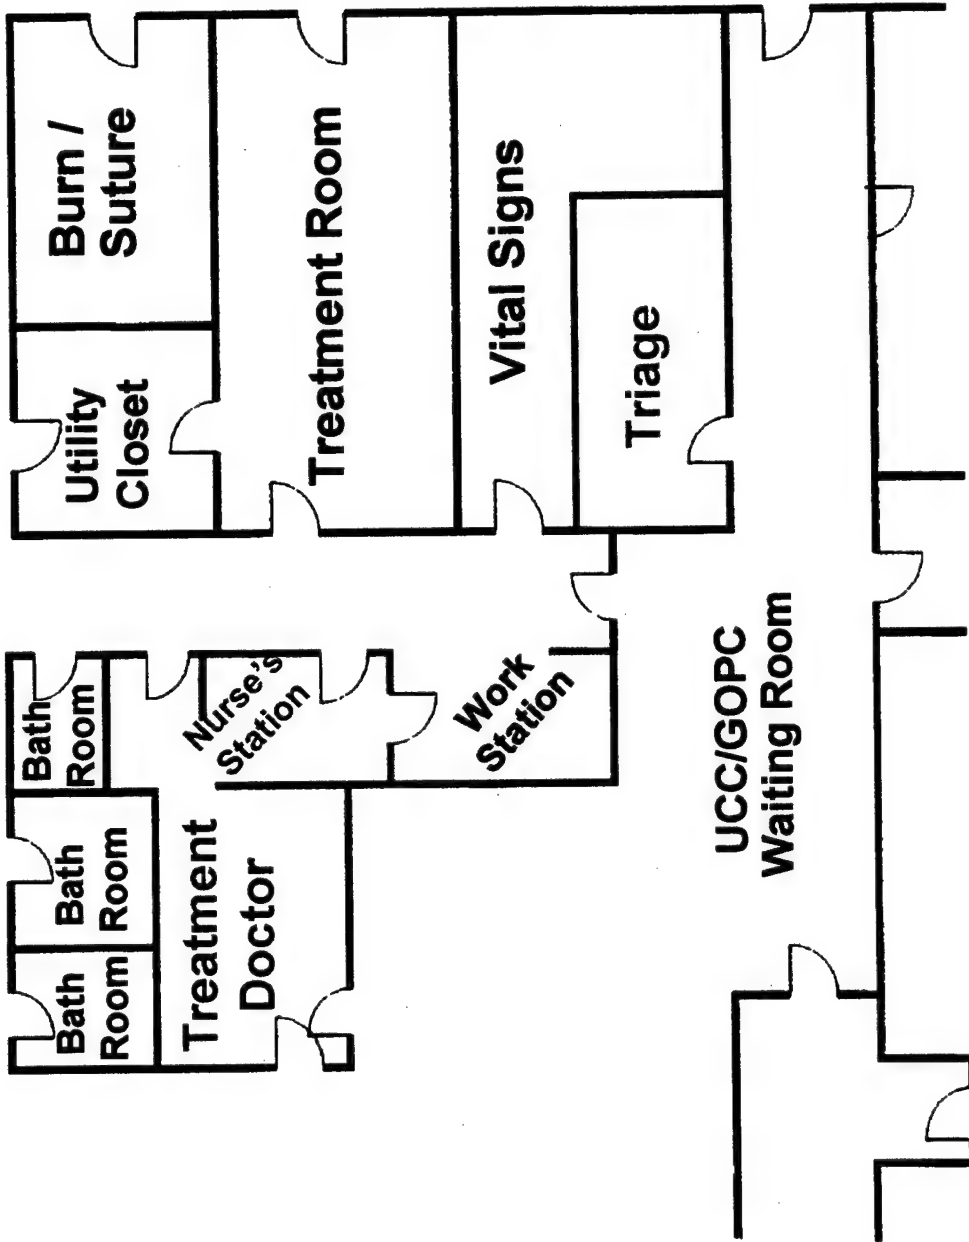 Burn /
Suture
Utility
Closet
Treatment Room
Vital Signs
Triage
Bath
Room
Bath
Room
Bath
Room
Nurse's
Station
Work
Station
Treatment
Doctor
UCC/GOPC
Waiting Room